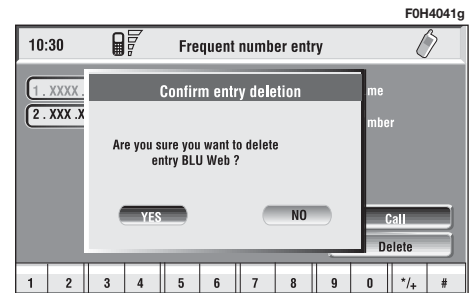 F0H4041g
10:30 Frequent number entry
1. XXXX.
2. XXX.X
Confirm entry deletion
me
mber
Are you sure you want to delete
entry BLU Web ?
YES NO
Call
Delete
1 2 3 4 5 6 7 8 9 0 */+ #